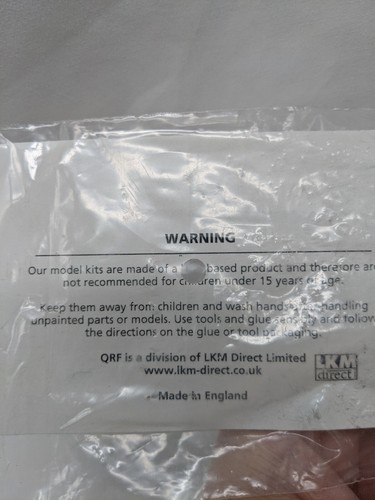 WARNING
Our model kits are made of a based product and therefore are
not recommended for children under 15 years of age.
Keep them away from children and wash hands handling
unpainted parts or models. Use tools and glue sensibly and follow
the directions on the glue or tool packaging.
QRF is a division of LKM Direct Limited
www.lkm-direct.co.uk
LKM
direct
Made in England